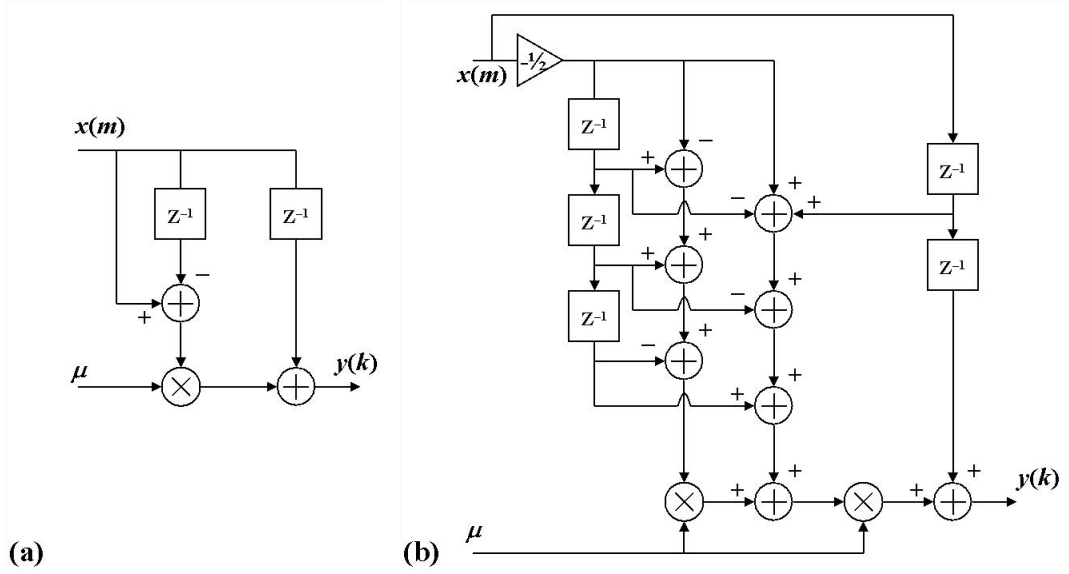 x(m)
z⁻¹
z⁻¹
−
+
+
μ
×
+
y(k)
(a)
x(m)
-½
z⁻¹
−
+
+
z⁻¹
+
−
+
+
z⁻¹
+
+
+
z⁻¹
+
+
−
+
z⁻¹
+
+
−
+
+
+
+
+
+
y(k)
×
+
+
×
+
+
μ
(b)